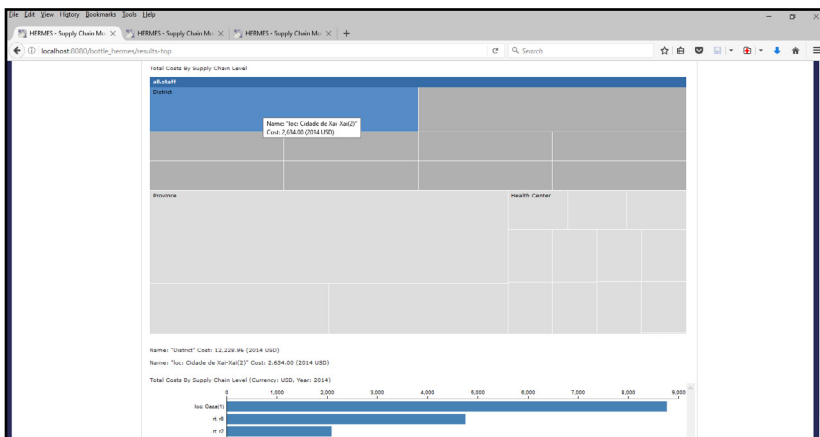 File Edit View History Bookmarks Tools Help
HERMES - Supply Chain Mo
HERMES - Supply Chain Mo
HERMES - Supply Chain Mo
localhost:8080/bottle_hermes/results-top
Search
Total Costs By Supply Chain Level
all.staff
District
Name: "loc: Cidade de Xai-Xai(2)"
Cost: 2,634.00 (2014 USD)
Province
Health Center
Name: "District" Cost: 12,228.96 (2014 USD)
Name: "loc: Cidade de Xai-Xai(2)" Cost: 2,634.00 (2014 USD)
Total Costs By Supply Chain Level (Currency: USD, Year: 2014)
0 1,000 2,000 3,000 4,000 5,000 6,000 7,000 8,000 9,000
loc: Gaza(1)
rt. r8
rt. r2